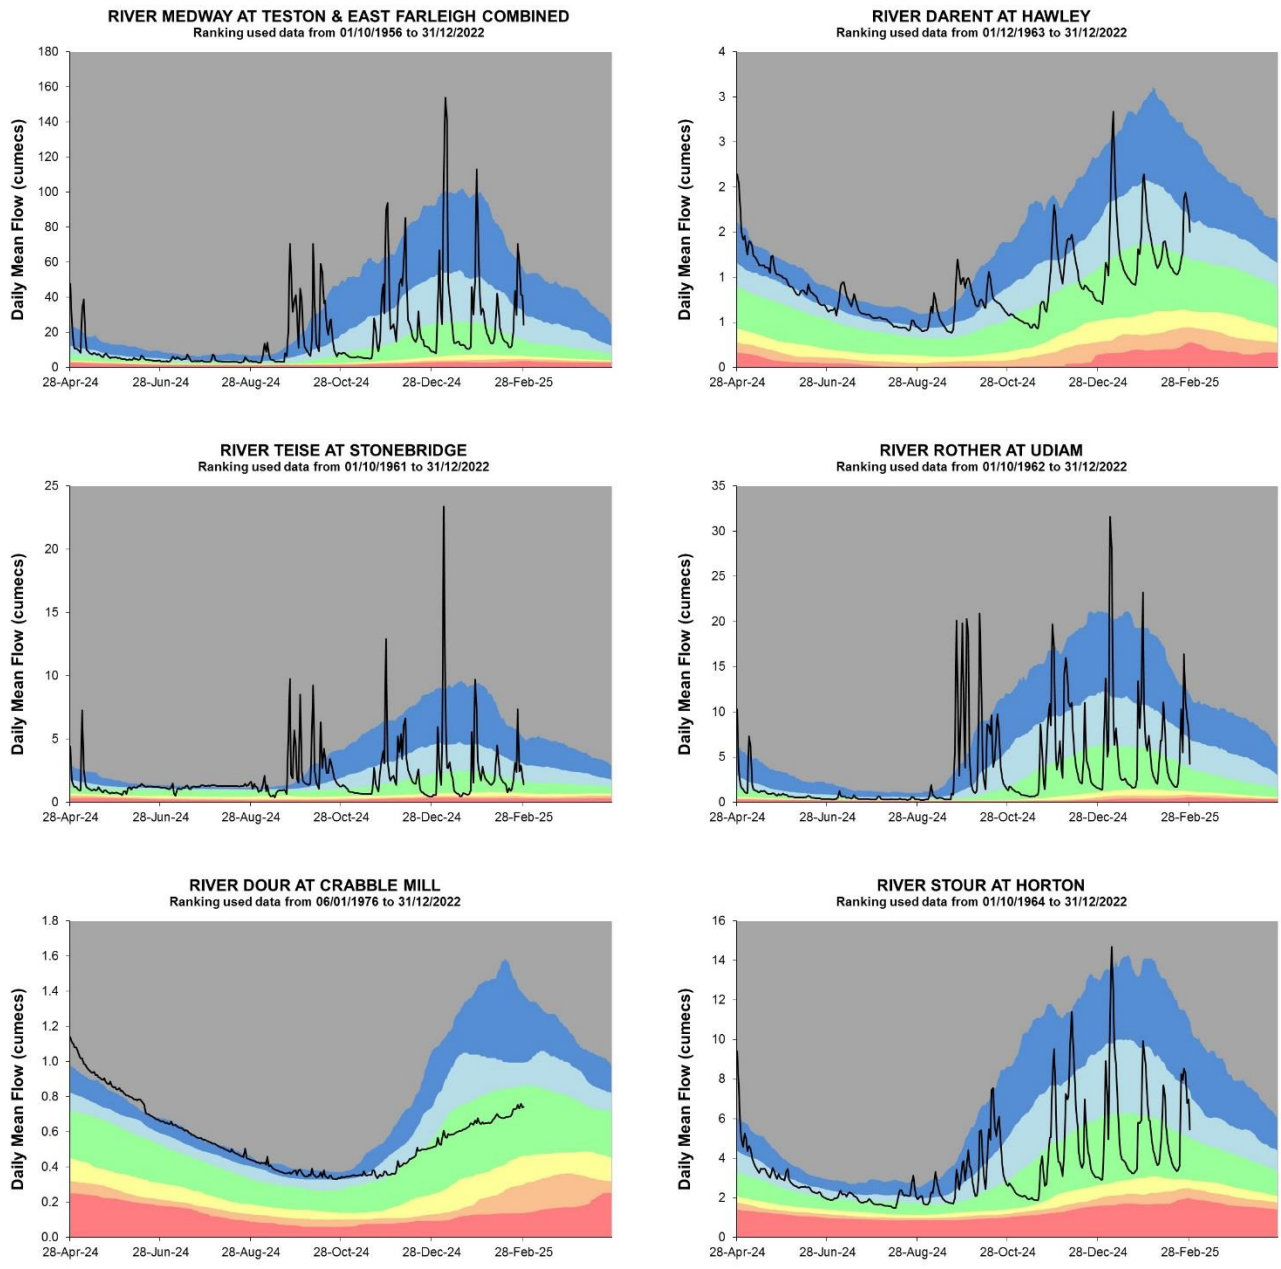 RIVER MEDWAY AT TESTON & EAST FARLEIGH COMBINED
Ranking used data from 01/10/1956 to 31/12/2022
Daily Mean Flow (cumecs)
180
160
140
120
100
80
60
40
20
0
28-Apr-24 28-Jun-24 28-Aug-24 28-Oct-24 28-Dec-24 28-Feb-25
RIVER DARENT AT HAWLEY
Ranking used data from 01/12/1963 to 31/12/2022
Daily Mean Flow (cumecs)
4
3
3
2
2
1
1
0
28-Apr-24 28-Jun-24 28-Aug-24 28-Oct-24 28-Dec-24 28-Feb-25
RIVER TEISE AT STONEBRIDGE
Ranking used data from 01/10/1961 to 31/12/2022
Daily Mean Flow (cumecs)
25
20
15
10
5
0
28-Apr-24 28-Jun-24 28-Aug-24 28-Oct-24 28-Dec-24 28-Feb-25
RIVER ROTHER AT UDIAM
Ranking used data from 01/10/1962 to 31/12/2022
Daily Mean Flow (cumecs)
35
30
25
20
15
10
5
0
28-Apr-24 28-Jun-24 28-Aug-24 28-Oct-24 28-Dec-24 28-Feb-25
RIVER DOUR AT CRABBLE MILL
Ranking used data from 06/01/1976 to 31/12/2022
Daily Mean Flow (cumecs)
1.8
1.6
1.4
1.2
1.0
0.8
0.6
0.4
0.2
0.0
28-Apr-24 28-Jun-24 28-Aug-24 28-Oct-24 28-Dec-24 28-Feb-25
RIVER STOUR AT HORTON
Ranking used data from 01/10/1964 to 31/12/2022
Daily Mean Flow (cumecs)
16
14
12
10
8
6
4
2
0
28-Apr-24 28-Jun-24 28-Aug-24 28-Oct-24 28-Dec-24 28-Feb-25